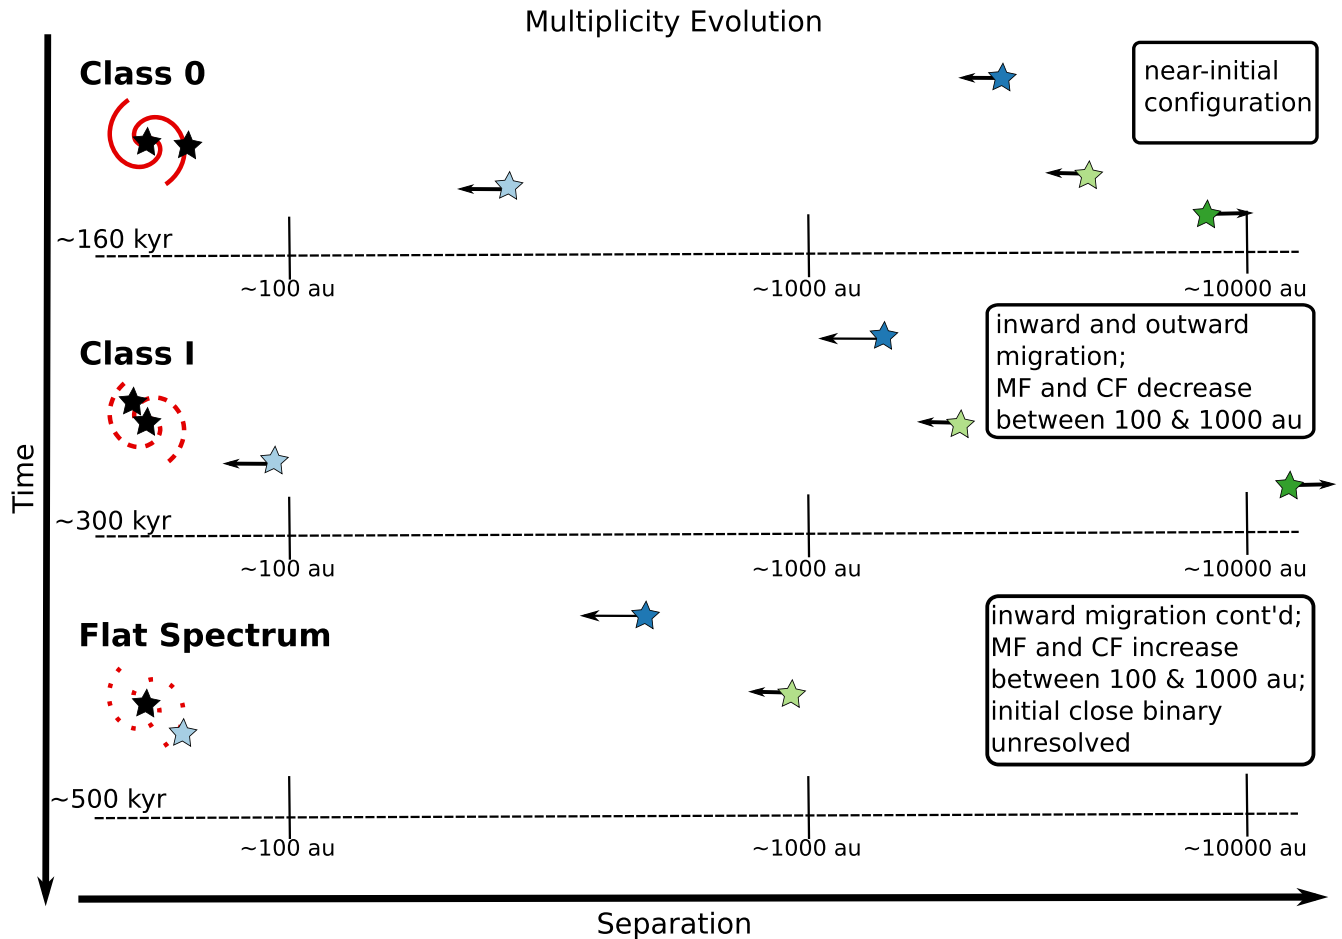 Multiplicity Evolution
Class 0
near-initial
configuration
~160 kyr
~100 au
~1000 au
~10000 au
Class I
inward and outward
migration;
MF and CF decrease
between 100 & 1000 au
~300 kyr
~100 au
~1000 au
~10000 au
Flat Spectrum
inward migration cont'd;
MF and CF increase
between 100 & 1000 au;
initial close binary
unresolved
~500 kyr
~100 au
~1000 au
~10000 au
Time
Separation